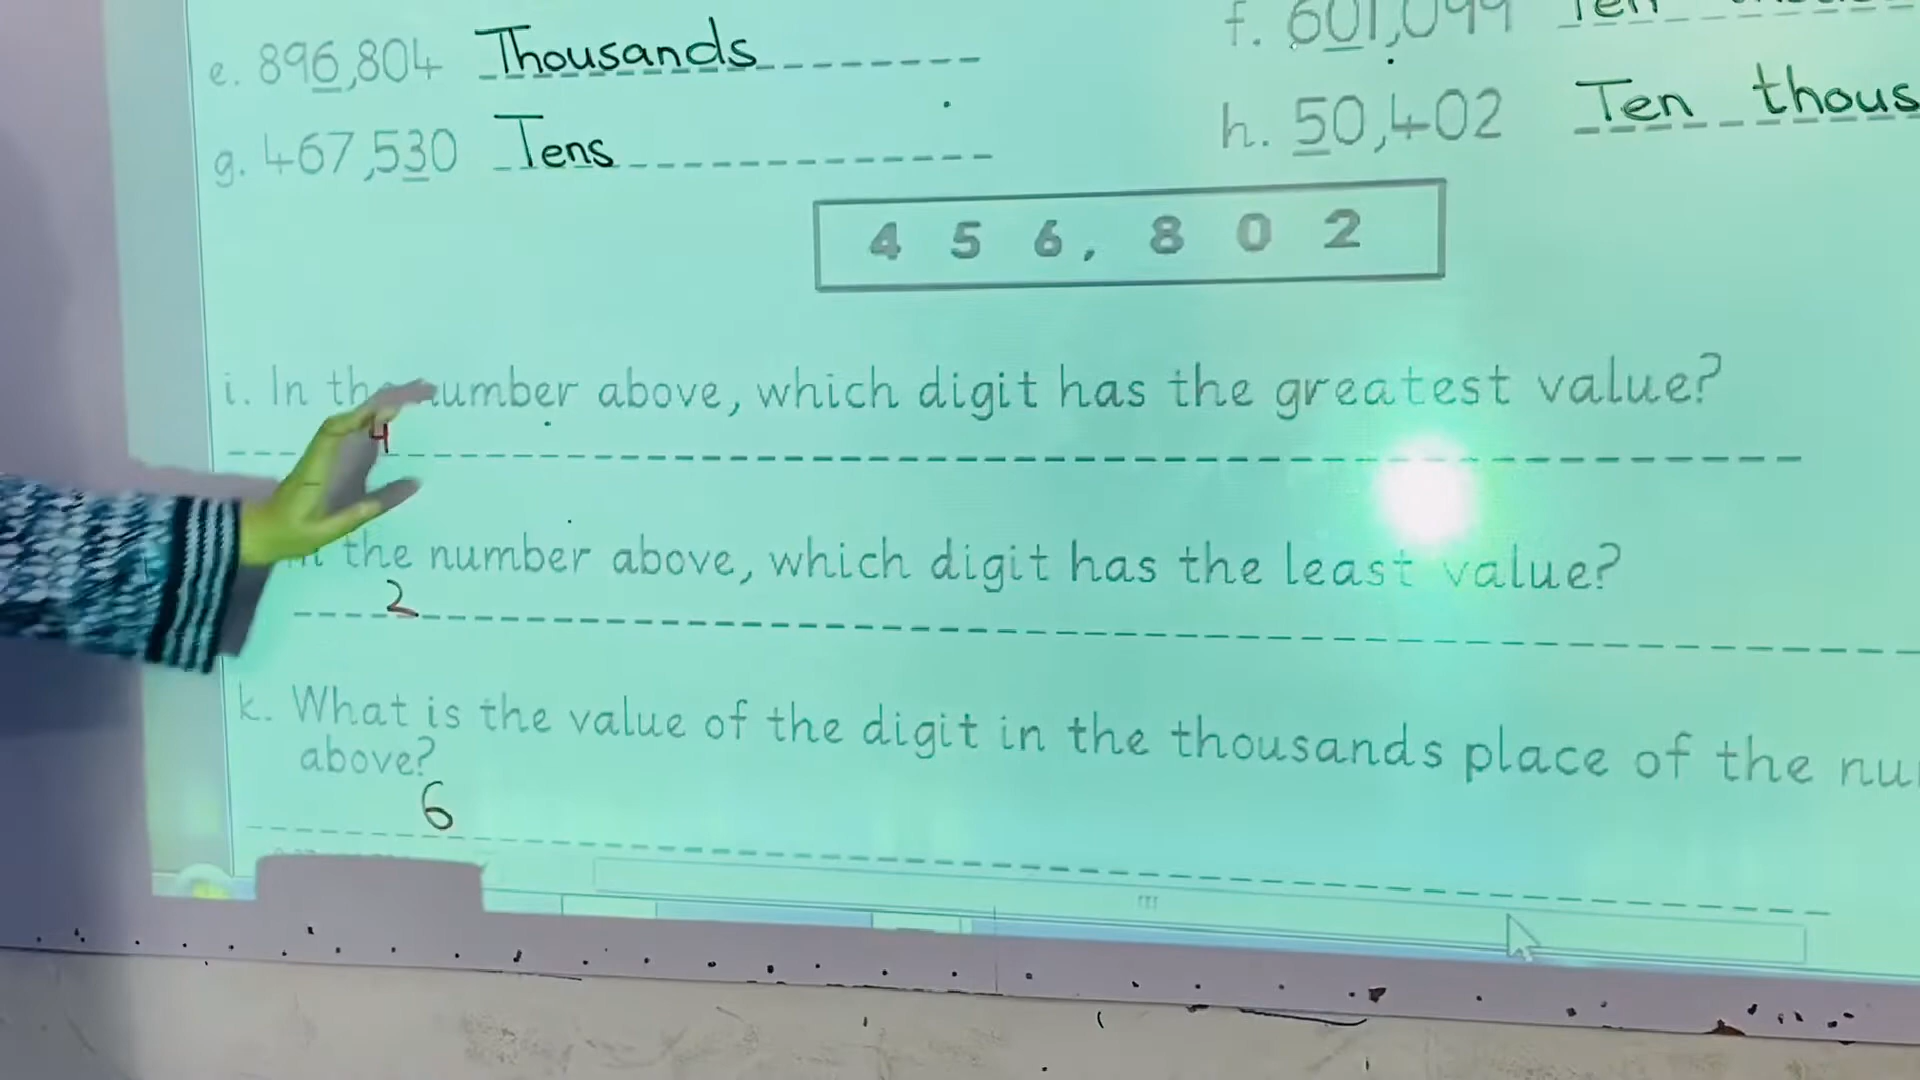 e. 896,804 Thousands
f. 601,099 Ten
g. 467,530 Tens
h. 50,402 Ten thous
4 5 6, 8 0 2
i. In the number above, which digit has the greatest value?
4
the number above, which digit has the least value?
2
k. What is the value of the digit in the thousands place of the nu
above?
6